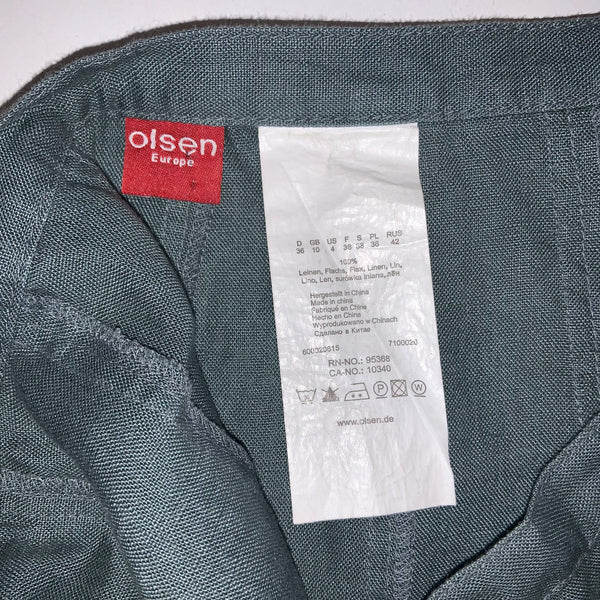 olsen
Europe
D GB US F S PL RUS
36 10 4 38 38 36 42
100%
Leinen, Flachs, Flax, Linen, Lin,
Lino, Len, surówka lniana, лён
Hergestellt in China
Made in china
Fabriqué en Chine
Hecho en China
Wyprodukowano w Chinach
Сделано в Китае
600020615 7100020
RN-NO.: 95368
CA-NO.: 10340
P W
www.olsen.de